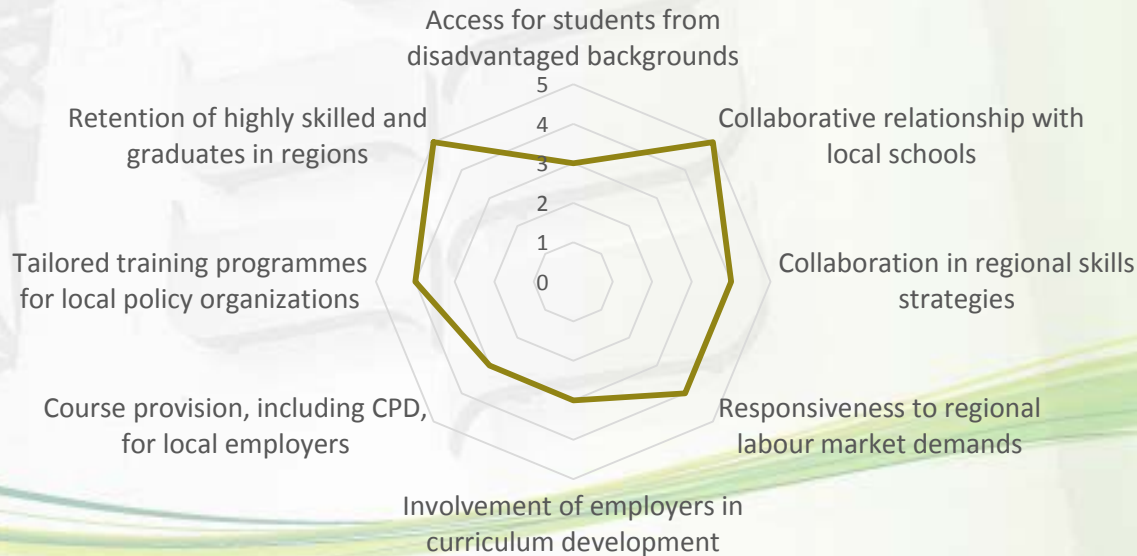 Access for students from
disadvantaged backgrounds
5
4
3
2
1
0
Collaborative relationship with
local schools
Collaboration in regional skills
strategies
Responsiveness to regional
labour market demands
Involvement of employers in
curriculum development
Course provision, including CPD,
for local employers
Tailored training programmes
for local policy organizations
Retention of highly skilled and
graduates in regions